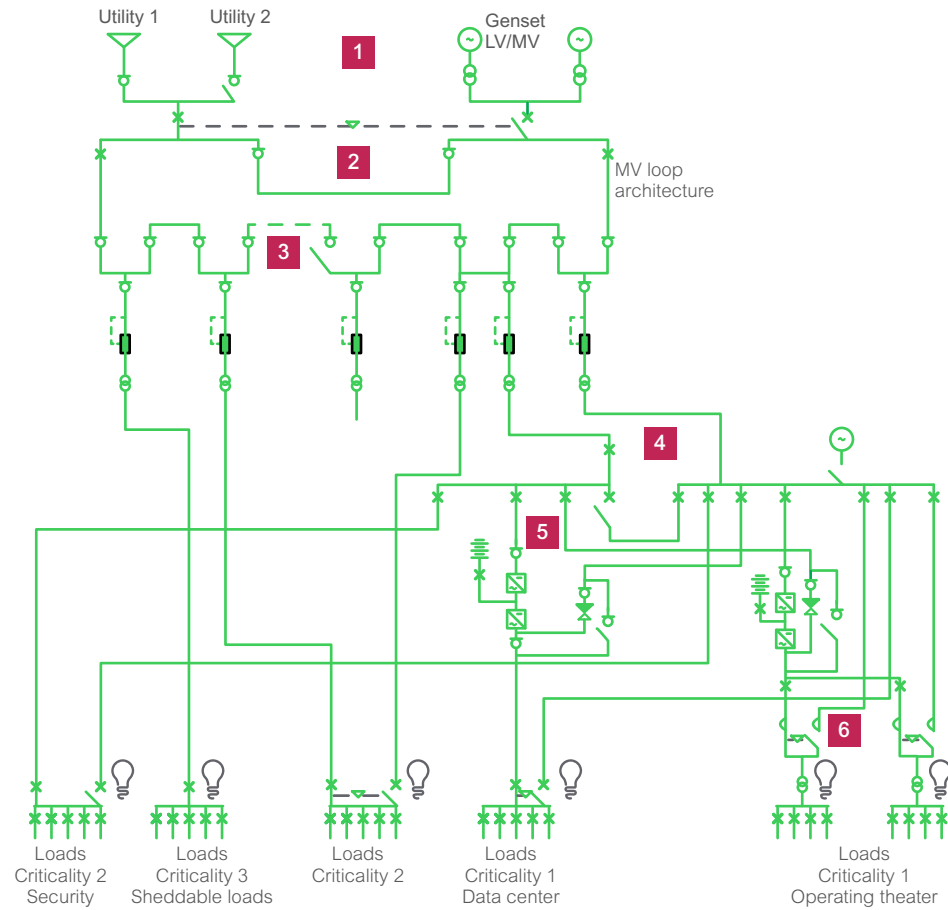 Utility 1
Utility 2
Genset
LV/MV
~
~
1
2
MV loop
architecture
3
4
~
5
6
Loads
Criticality 2
Security
Loads
Criticality 3
Sheddable loads
Loads
Criticality 2
Loads
Criticality 1
Data center
Loads
Criticality 1
Operating theater